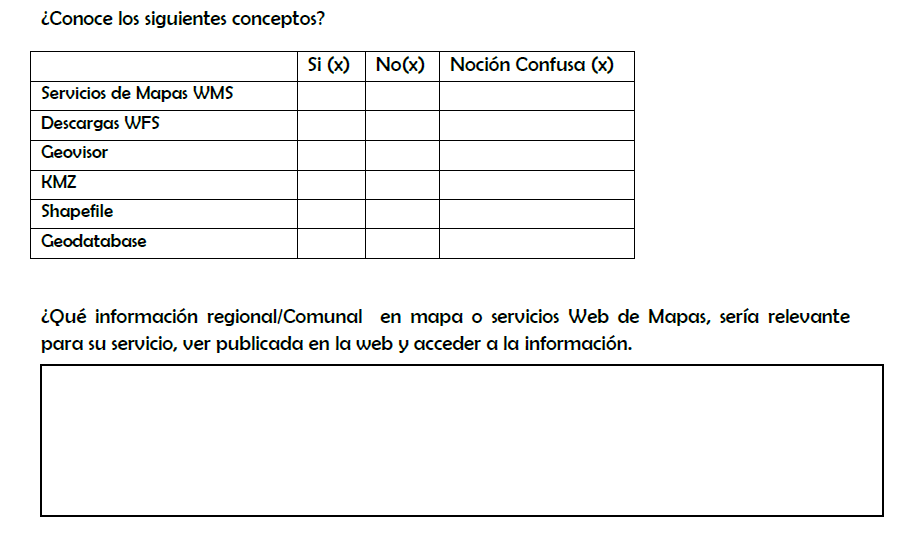 ¿Conoce los siguientes conceptos?
Si (x) No(x) Noción Confusa (x)
Servicios de Mapas WMS
Descargas WFS
Geovisor
KMZ
Shapefile
Geodatabase
¿Qué información regional/Comunal en mapa o servicios Web de Mapas, sería relevante
para su servicio, ver publicada en la web y acceder a la información.